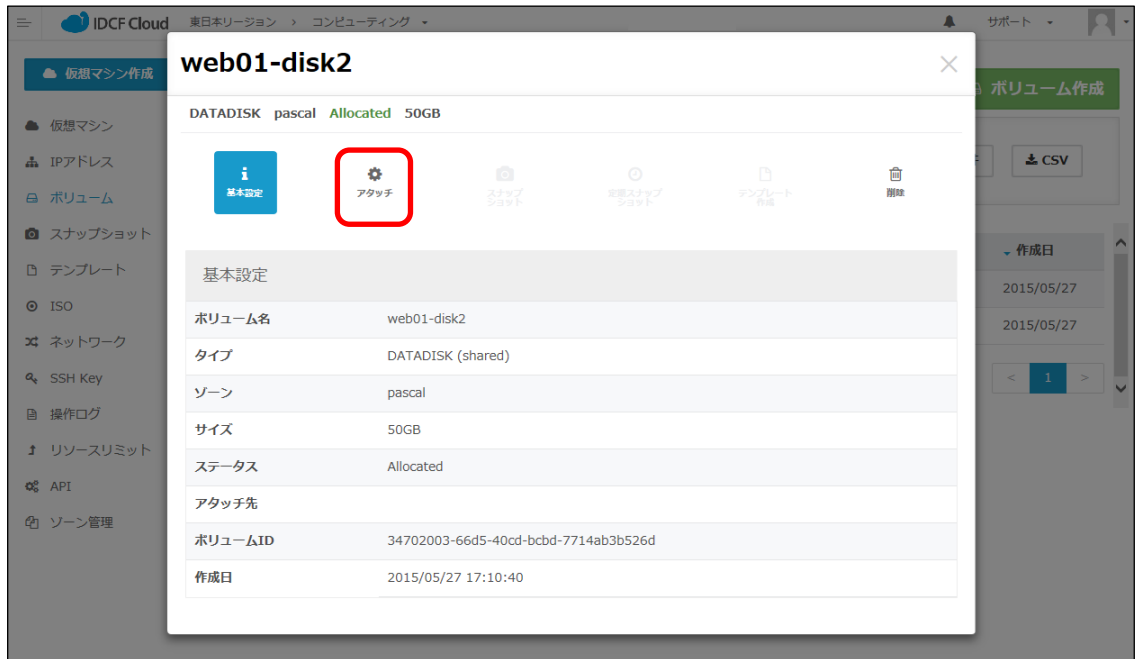 IDCF Cloud 東日本リージョン > コンピューティング サポート
仮想マシン作成
仮想マシン
IPアドレス
ボリューム
スナップショット
テンプレート
ISO
ネットワーク
SSH Key
操作ログ
リソースリミット
API
ゾーン管理
web01-disk2
DATADISK pascal Allocated 50GB
基本設定
アタッチ
スナップ
ショット
定期スナップ
ショット
テンプレート
作成
削除
基本設定
ボリューム名 web01-disk2
タイプ DATADISK (shared)
ゾーン pascal
サイズ 50GB
ステータス Allocated
アタッチ先
ボリュームID 34702003-66d5-40cd-bcbd-7714ab3b526d
作成日 2015/05/27 17:10:40
ボリューム作成
CSV
作成日
2015/05/27
2015/05/27
< 1 >